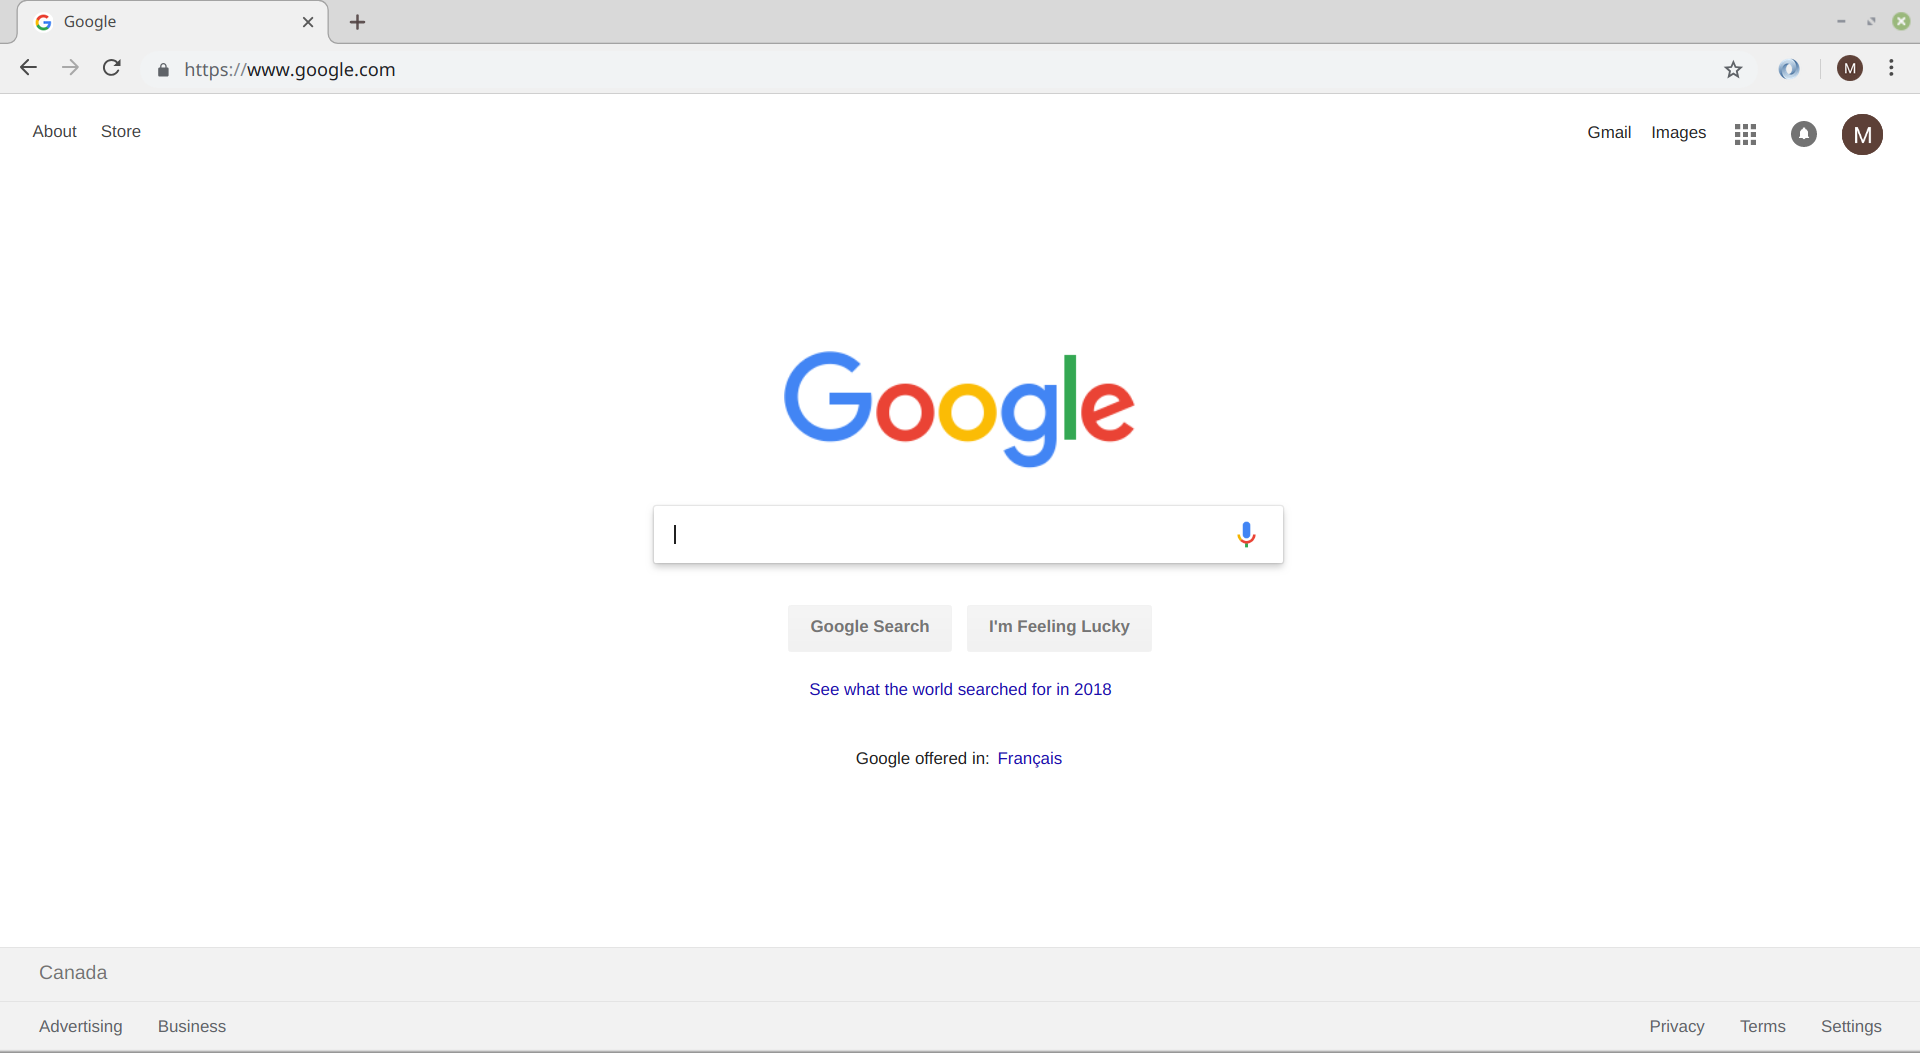 Google
https://www.google.com
M
About Store
Gmail Images M
Google
Google Search I'm Feeling Lucky
See what the world searched for in 2018
Google offered in: Français
Canada
Advertising Business
Privacy Terms Settings